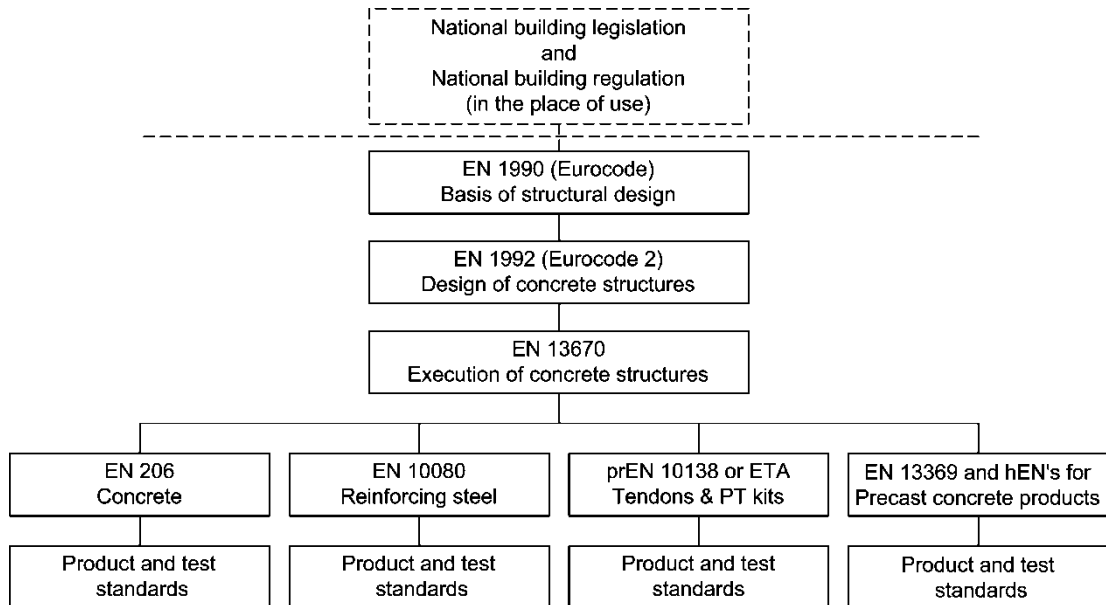 National building legislation
and
National building regulation
(in the place of use)
EN 1990 (Eurocode)
Basis of structural design
EN 1992 (Eurocode 2)
Design of concrete structures
EN 13670
Execution of concrete structures
EN 206
Concrete
EN 10080
Reinforcing steel
prEN 10138 or ETA
Tendons & PT kits
EN 13369 and hEN's for
Precast concrete products
Product and test
standards
Product and test
standards
Product and test
standards
Product and test
standards